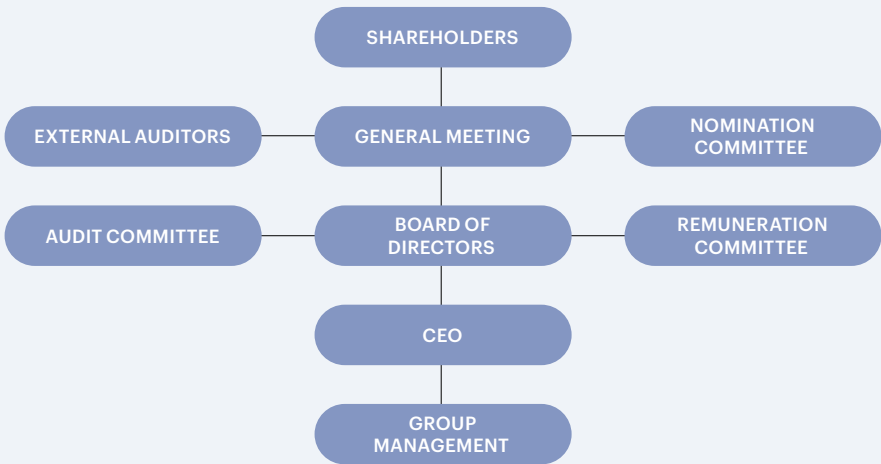 SHAREHOLDERS
EXTERNAL AUDITORS
GENERAL MEETING
NOMINATION
COMMITTEE
AUDIT COMMITTEE
BOARD OF
DIRECTORS
REMUNERATION
COMMITTEE
CEO
GROUP
MANAGEMENT